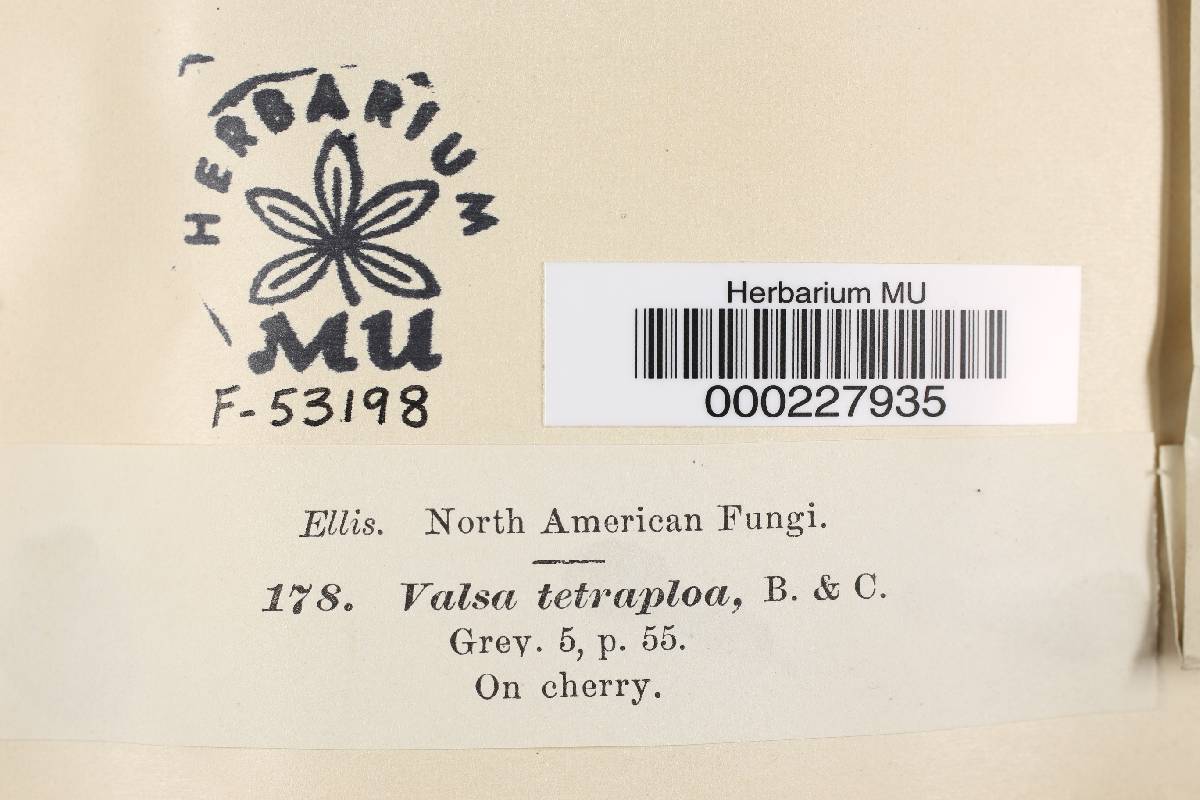 HERBARIUM
MU
F-53198
Herbarium MU
000227935
Ellis. North American Fungi.
178. Valsa tetraploa, B. & C.
Grev. 5, p. 55.
On cherry.